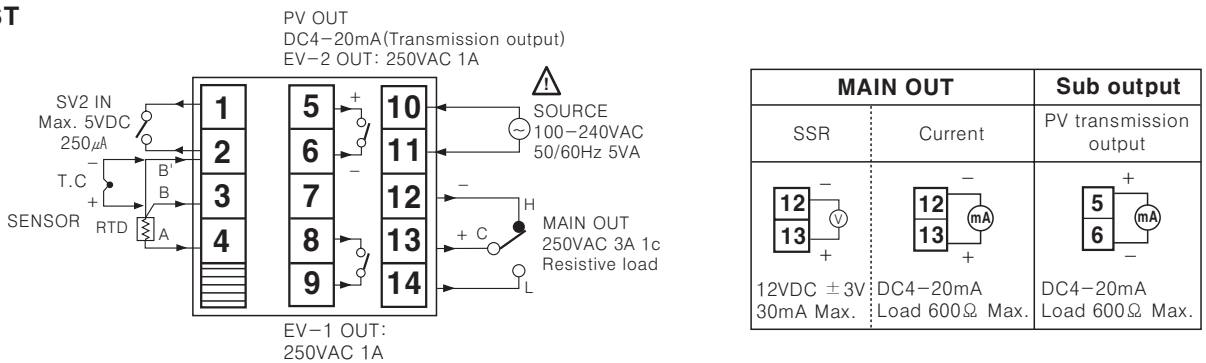 ST
PV OUT
DC4-20mA(Transmission output)
EV-2 OUT: 250VAC 1A
SV2 IN
Max. 5VDC
250㎂
1
2
3
4
5
6
7
8
9
10
11
12
13
14
+
−
SOURCE
100-240VAC
50/60Hz 5VA
−
T.C
+
B'
B
A
SENSOR
RTD
−
H
+ C
L
MAIN OUT
250VAC 3A 1c
Resistive load
EV-1 OUT:
250VAC 1A
MAIN OUT
Sub output
SSR
Current
PV transmission
output
−
12
13
V
+
−
12
13
mA
+
+
5
6
mA
−
12VDC ±3V
30mA Max.
DC4-20mA
Load 600Ω Max.
DC4-20mA
Load 600Ω Max.